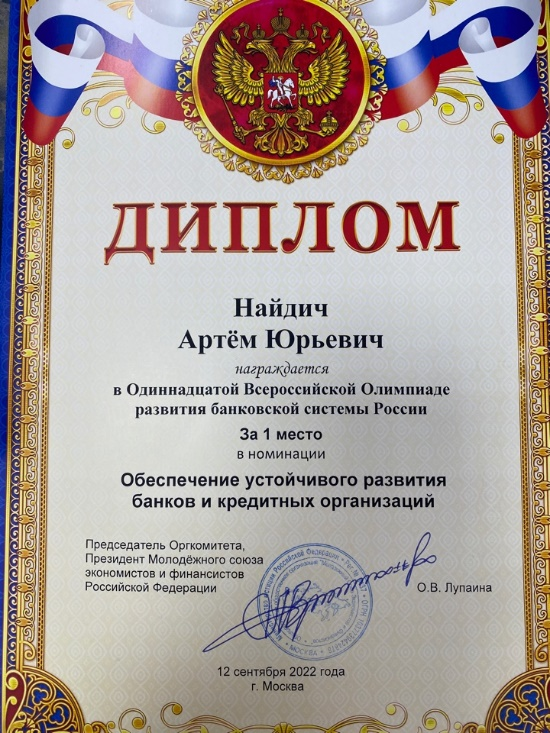 ДИПЛОМ
Найдич
Артём Юрьевич
награждается
в Одиннадцатой Всероссийской Олимпиаде
развития банковской системы России
За 1 место
в номинации
Обеспечение устойчивого развития
банков и кредитных организаций
Председатель Оргкомитета,
Президент Молодёжного союза
экономистов и финансистов
Российской Федерации
О.В. Лупаина
МОСКВА
12 сентября 2022 года
г. Москва